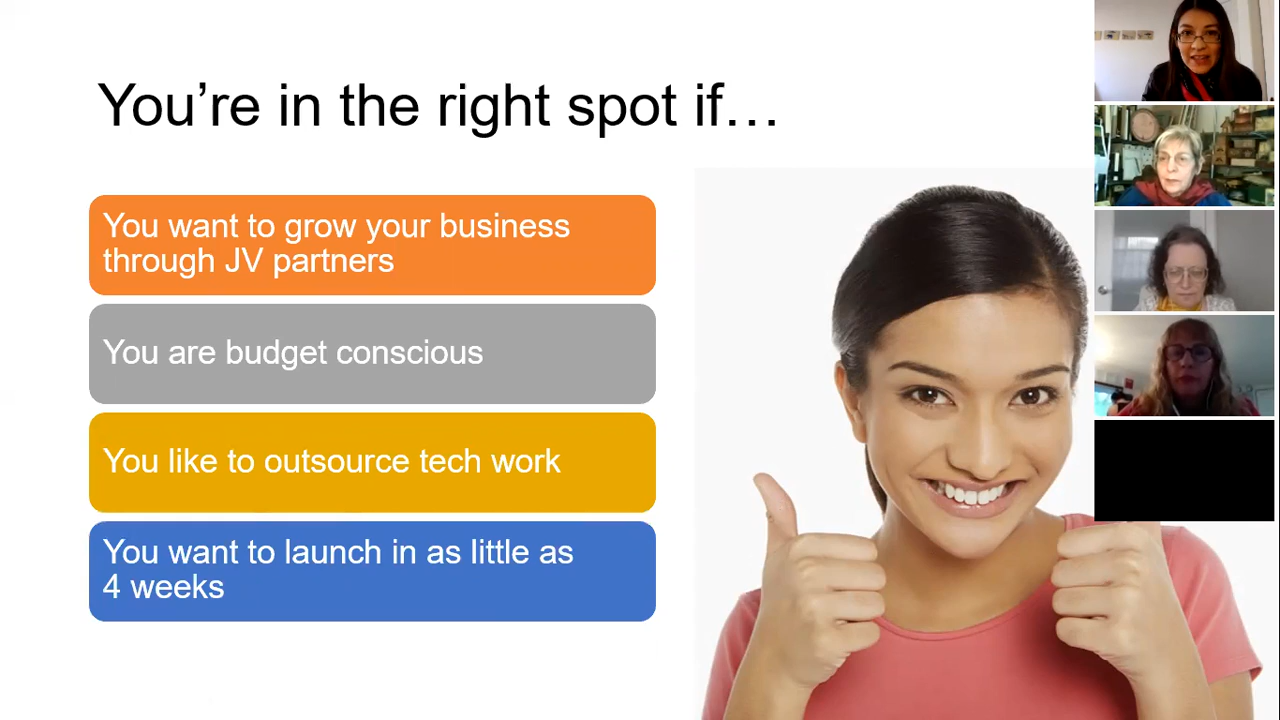 You’re in the right spot if…
You want to grow your business
through JV partners
You are budget conscious
You like to outsource tech work
You want to launch in as little as
4 weeks